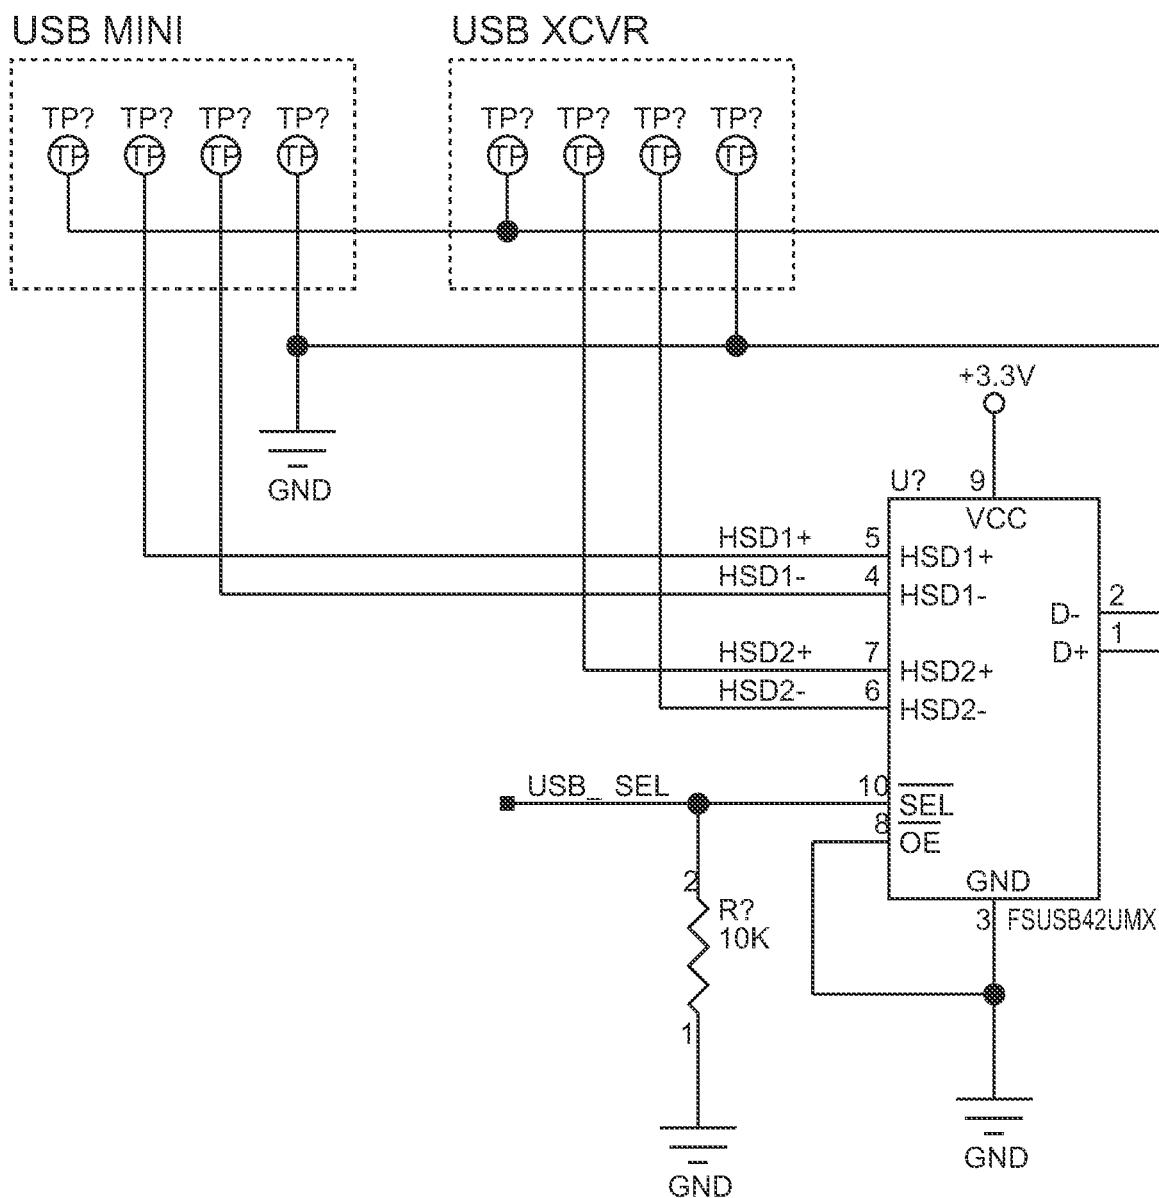 USB MINI
USB XCVR
TP? TP? TP? TP?
TP? TP? TP? TP?
TP TP TP TP
TP TP TP TP
+3.3V
GND
U? 9
VCC
HSD1+ 5 HSD1+
HSD1- 4 HSD1-
D- 2
D+ 1
HSD2+ 7 HSD2+
HSD2- 6 HSD2-
USB_ SEL 10 SEL
8 OE
GND
2
R?
10K
3 FSUSB42UMX
1
GND
GND